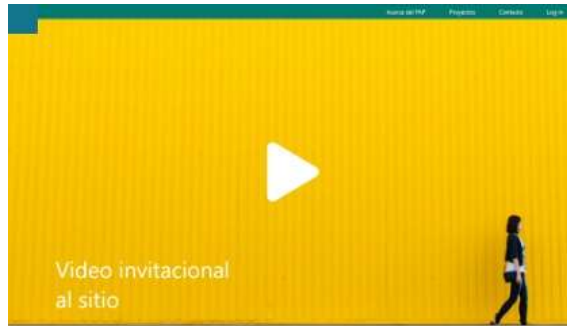 Acerca del PAP Proyectos Contacto Log in
Video invitacional
al sitio